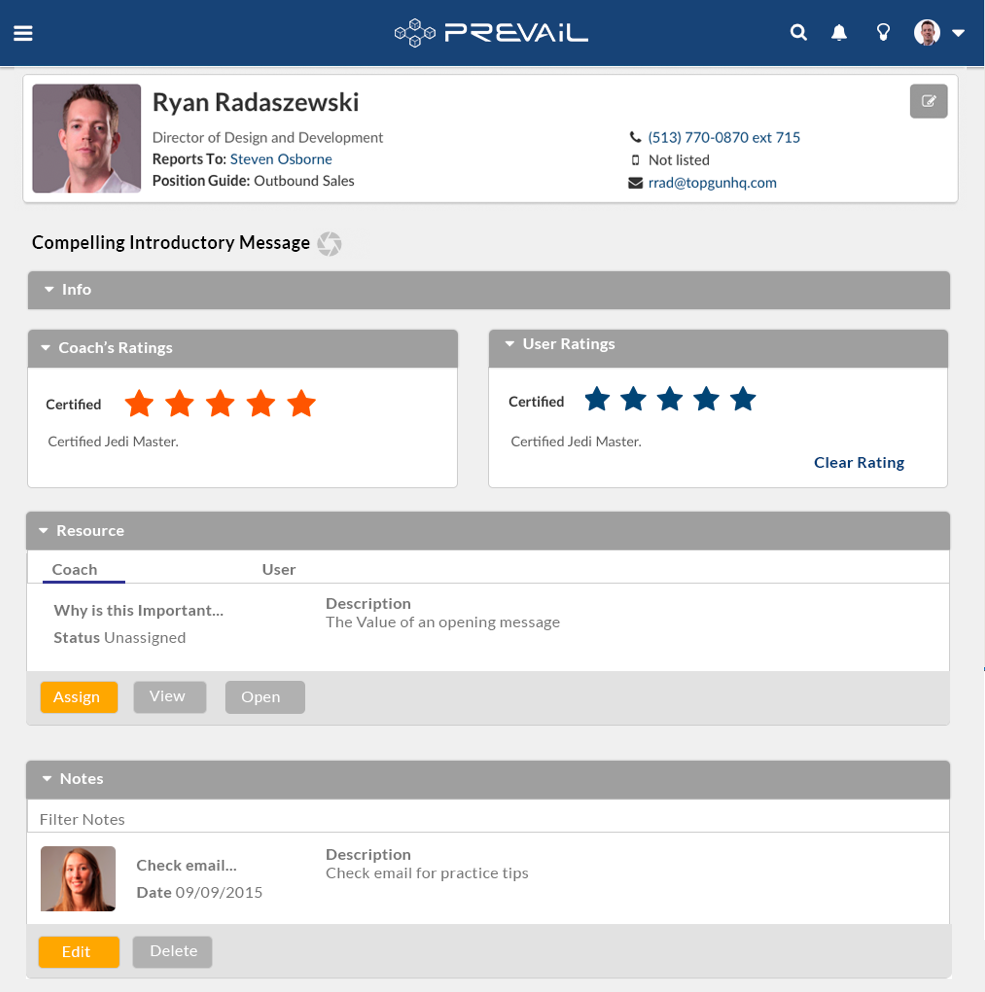 PREVAiL
Ryan Radaszewski
Director of Design and Development
Reports To: Steven Osborne
Position Guide: Outbound Sales
(513) 770-0870 ext 715
Not listed
rrad@topgunhq.com
Compelling Introductory Message
Info
Coach's Ratings
Certified
Certified Jedi Master.
User Ratings
Certified
Certified Jedi Master.
Clear Rating
Resource
Coach User
Why is this Important...
Status Unassigned
Description
The Value of an opening message
Assign View Open
Notes
Filter Notes
Check email...
Date 09/09/2015
Description
Check email for practice tips
Edit Delete